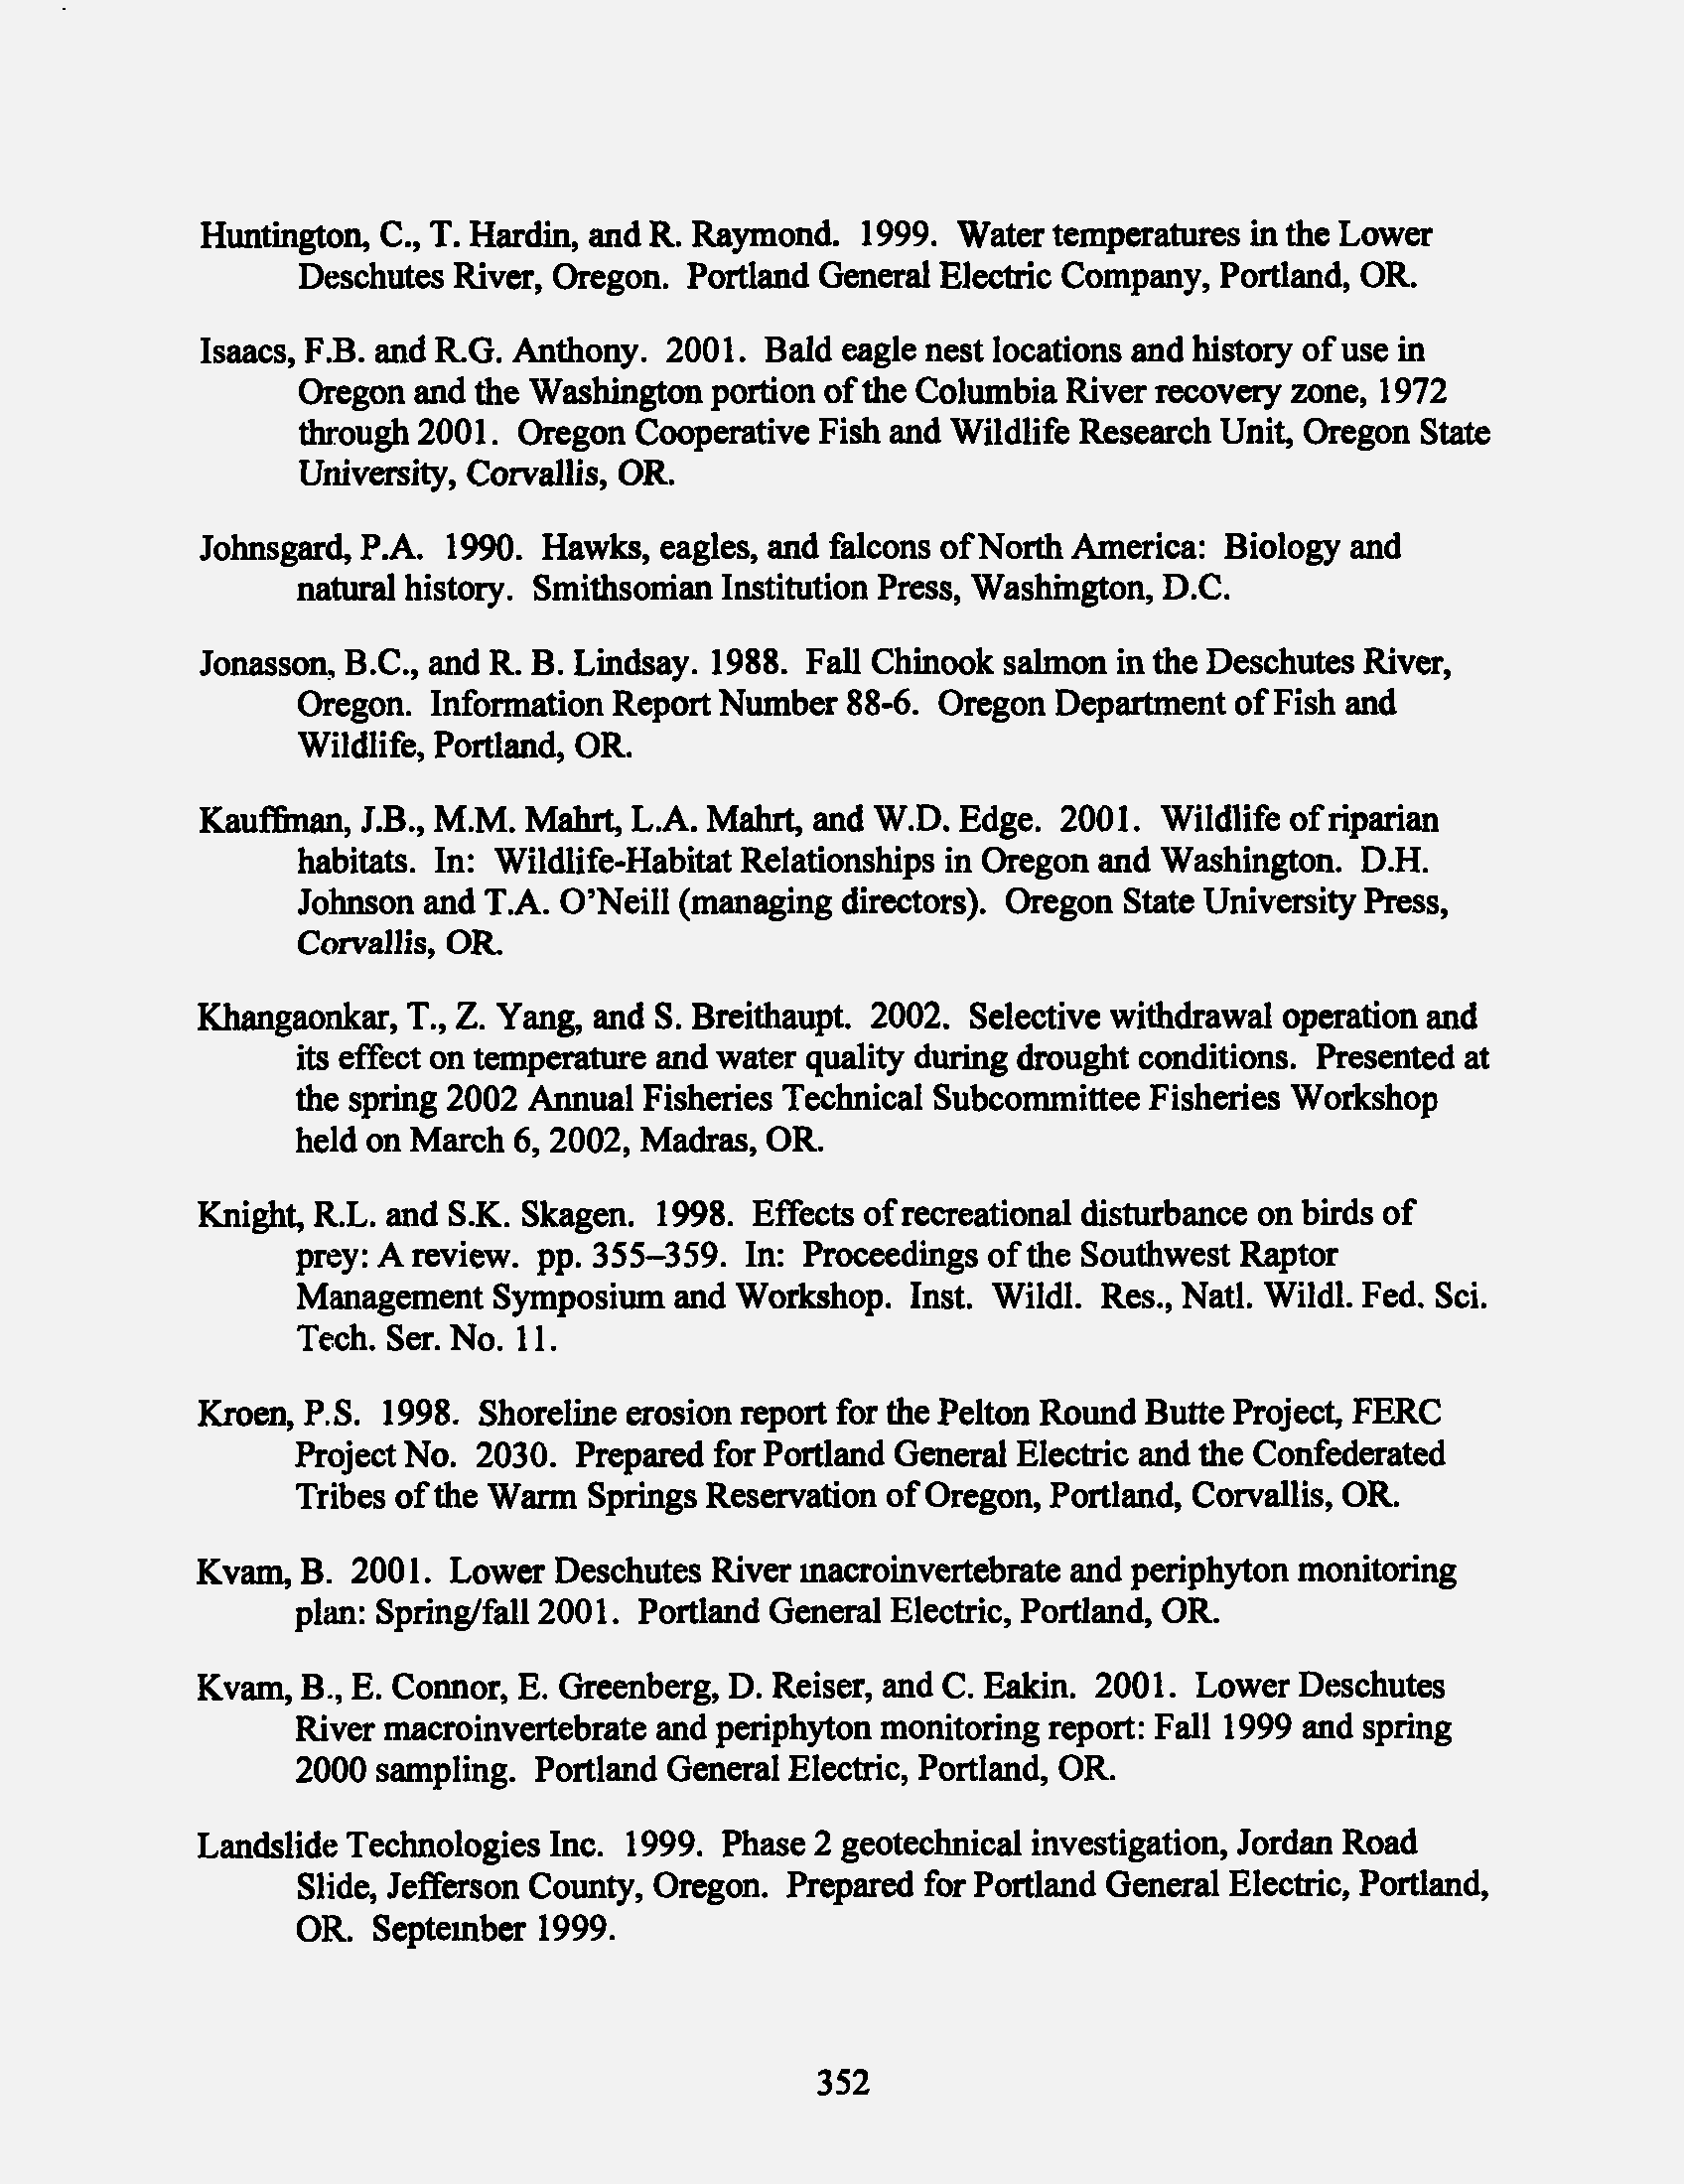 Huntington, C., T. Hardin, and R. Raymond.  1999.  Water temperatures in the Lower
Deschutes River, Oregon.  Portland General Electric Company, Portland, OR.
Isaacs, F.B. and R.G. Anthony.  2001.  Bald eagle nest locations and history of use in
Oregon and the Washington portion of the Columbia River recovery zone, 1972
through 2001.  Oregon Cooperative Fish and Wildlife Research Unit, Oregon State
University, Corvallis, OR.
Johnsgard, P.A.  1990.  Hawks, eagles, and falcons of North America:  Biology and
natural history.  Smithsonian Institution Press, Washington, D.C.
Jonasson, B.C., and R. B. Lindsay. 1988.  Fall Chinook salmon in the Deschutes River,
Oregon.  Information Report Number 88-6.  Oregon Department of Fish and
Wildlife, Portland, OR.
Kauffman, J.B., M.M. Mahrt, L.A. Mahrt, and W.D. Edge.  2001.  Wildlife of riparian
habitats.  In:  Wildlife-Habitat Relationships in Oregon and Washington.  D.H.
Johnson and T.A. O'Neill (managing directors).  Oregon State University Press,
Corvallis, OR.
Khangaonkar, T., Z. Yang, and S. Breithaupt.  2002.  Selective withdrawal operation and
its effect on temperature and water quality during drought conditions.  Presented at
the spring 2002 Annual Fisheries Technical Subcommittee Fisheries Workshop
held on March 6, 2002, Madras, OR.
Knight, R.L. and S.K. Skagen.  1998.  Effects of recreational disturbance on birds of
prey: A review.  pp. 355–359.  In:  Proceedings of the Southwest Raptor
Management Symposium and Workshop.  Inst.  Wildl.  Res., Natl. Wildl. Fed. Sci.
Tech. Ser. No. 11.
Kroen, P.S.  1998.  Shoreline erosion report for the Pelton Round Butte Project, FERC
Project No.  2030.  Prepared for Portland General Electric and the Confederated
Tribes of the Warm Springs Reservation of Oregon, Portland, Corvallis, OR.
Kvam, B.  2001.  Lower Deschutes River macroinvertebrate and periphyton monitoring
plan: Spring/fall 2001.  Portland General Electric, Portland, OR.
Kvam, B., E. Connor, E. Greenberg, D. Reiser, and C. Eakin.  2001.  Lower Deschutes
River macroinvertebrate and periphyton monitoring report: Fall 1999 and spring
2000 sampling.  Portland General Electric, Portland, OR.
Landslide Technologies Inc.  1999.  Phase 2 geotechnical investigation, Jordan Road
Slide, Jefferson County, Oregon.  Prepared for Portland General Electric, Portland,
OR.  September 1999.
352